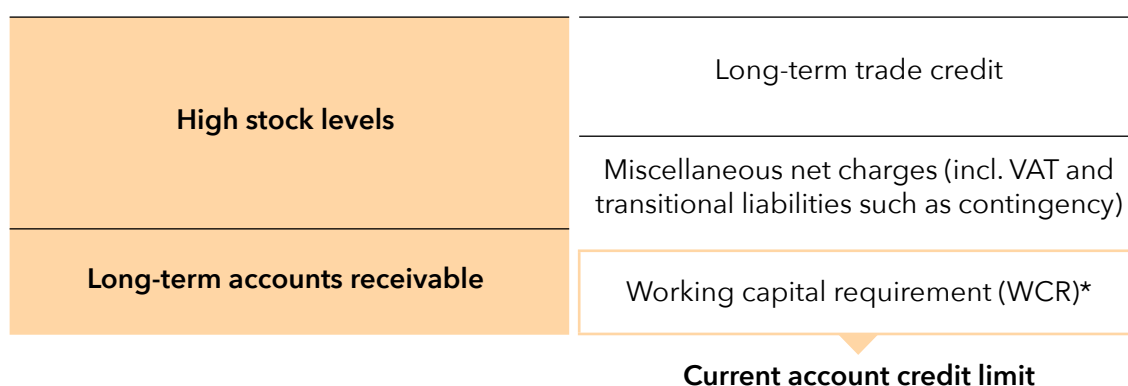 High stock levels
Long-term accounts receivable
Long-term trade credit
Miscellaneous net charges (incl. VAT and
transitional liabilities such as contingency)
Working capital requirement (WCR)*
Current account credit limit